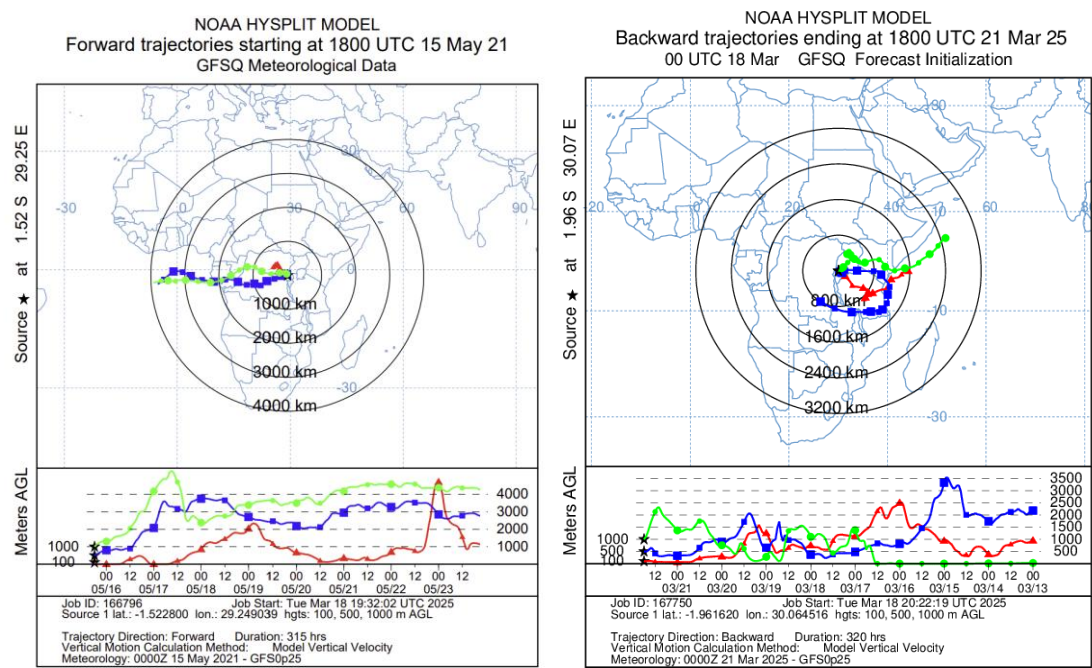 NOAA HYSPLIT MODEL
Forward trajectories starting at 1800 UTC 15 May 21
GFSQ Meteorological Data
Source ★ at 1.52 S 29.25 E
-30
30
90
30
0
-30
1000 km
2000 km
3000 km
4000 km
Meters AGL
1000
100
4000
3000
2000
1000
00 12 00 12 00 12 00 12 00 12 00 12 00 12 00 12
05/16 05/17 05/18 05/19 05/20 05/21 05/22 05/23
Job ID: 166796 Job Start: Tue Mar 18 19:32:02 UTC 2025
Source 1 lat.: -1.522800 lon.: 29.249039 hgts: 100, 500, 1000 m AGL
Trajectory Direction: Forward Duration: 315 hrs
Vertical Motion Calculation Method: Model Vertical Velocity
Meteorology: 0000Z 15 May 2021 - GFS0p25
NOAA HYSPLIT MODEL
Backward trajectories ending at 1800 UTC 21 Mar 25
00 UTC 18 Mar GFSQ Forecast Initialization
Source ★ at 1.96 S 30.07 E
30
20 20 40 10 60
-30
800 km
1600 km
2400 km
3200 km
Meters AGL
1000
500
100
3500
3000
2500
2000
1500
1000
500
12 00 12 00 12 00 12 00 12 00 12 00 12 00 12 00 12 00
03/21 03/20 03/19 03/18 03/17 03/16 03/15 03/14 03/13
Job ID: 167750 Job Start: Tue Mar 18 20:22:19 UTC 2025
Source 1 lat.: -1.961620 lon.: 30.064516 hgts: 100, 500, 1000 m AGL
Trajectory Direction: Backward Duration: 320 hrs
Vertical Motion Calculation Method: Model Vertical Velocity
Meteorology: 0000Z 21 Mar 2025 - GFS0p25